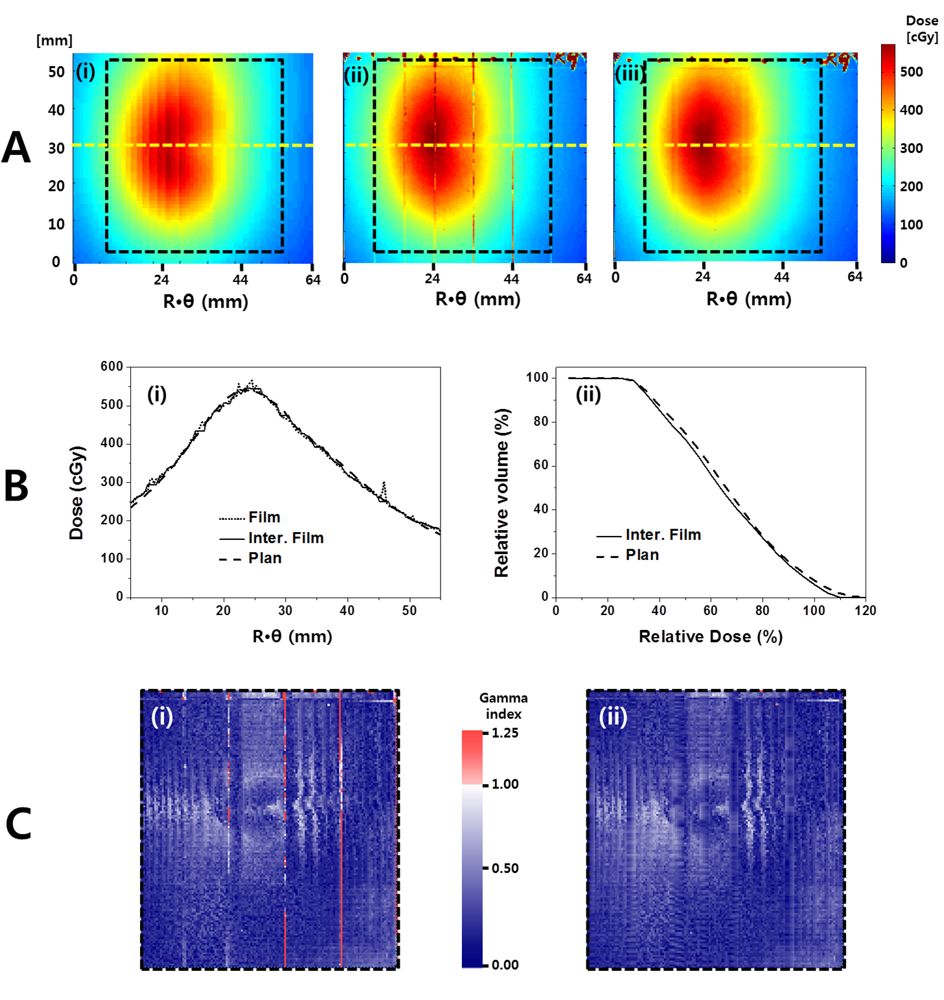 Dose
[cGy]
[mm]
A
(i)
(ii)
(iii)
50
40
30
20
10
0
500
400
300
200
100
0
0
24
44
64
0
24
44
64
0
24
44
64
R•θ (mm)
R•θ (mm)
R•θ (mm)
B
(i)
Dose (cGy)
600
500
400
300
200
100
0
Film
Inter. Film
Plan
10
20
30
40
50
R•θ (mm)
(ii)
Relative volume (%)
100
80
60
40
20
0
Inter. Film
Plan
0
20
40
60
80
100
120
Relative Dose (%)
C
(i)
Gamma
index
1.25
1.00
0.50
0.00
(ii)